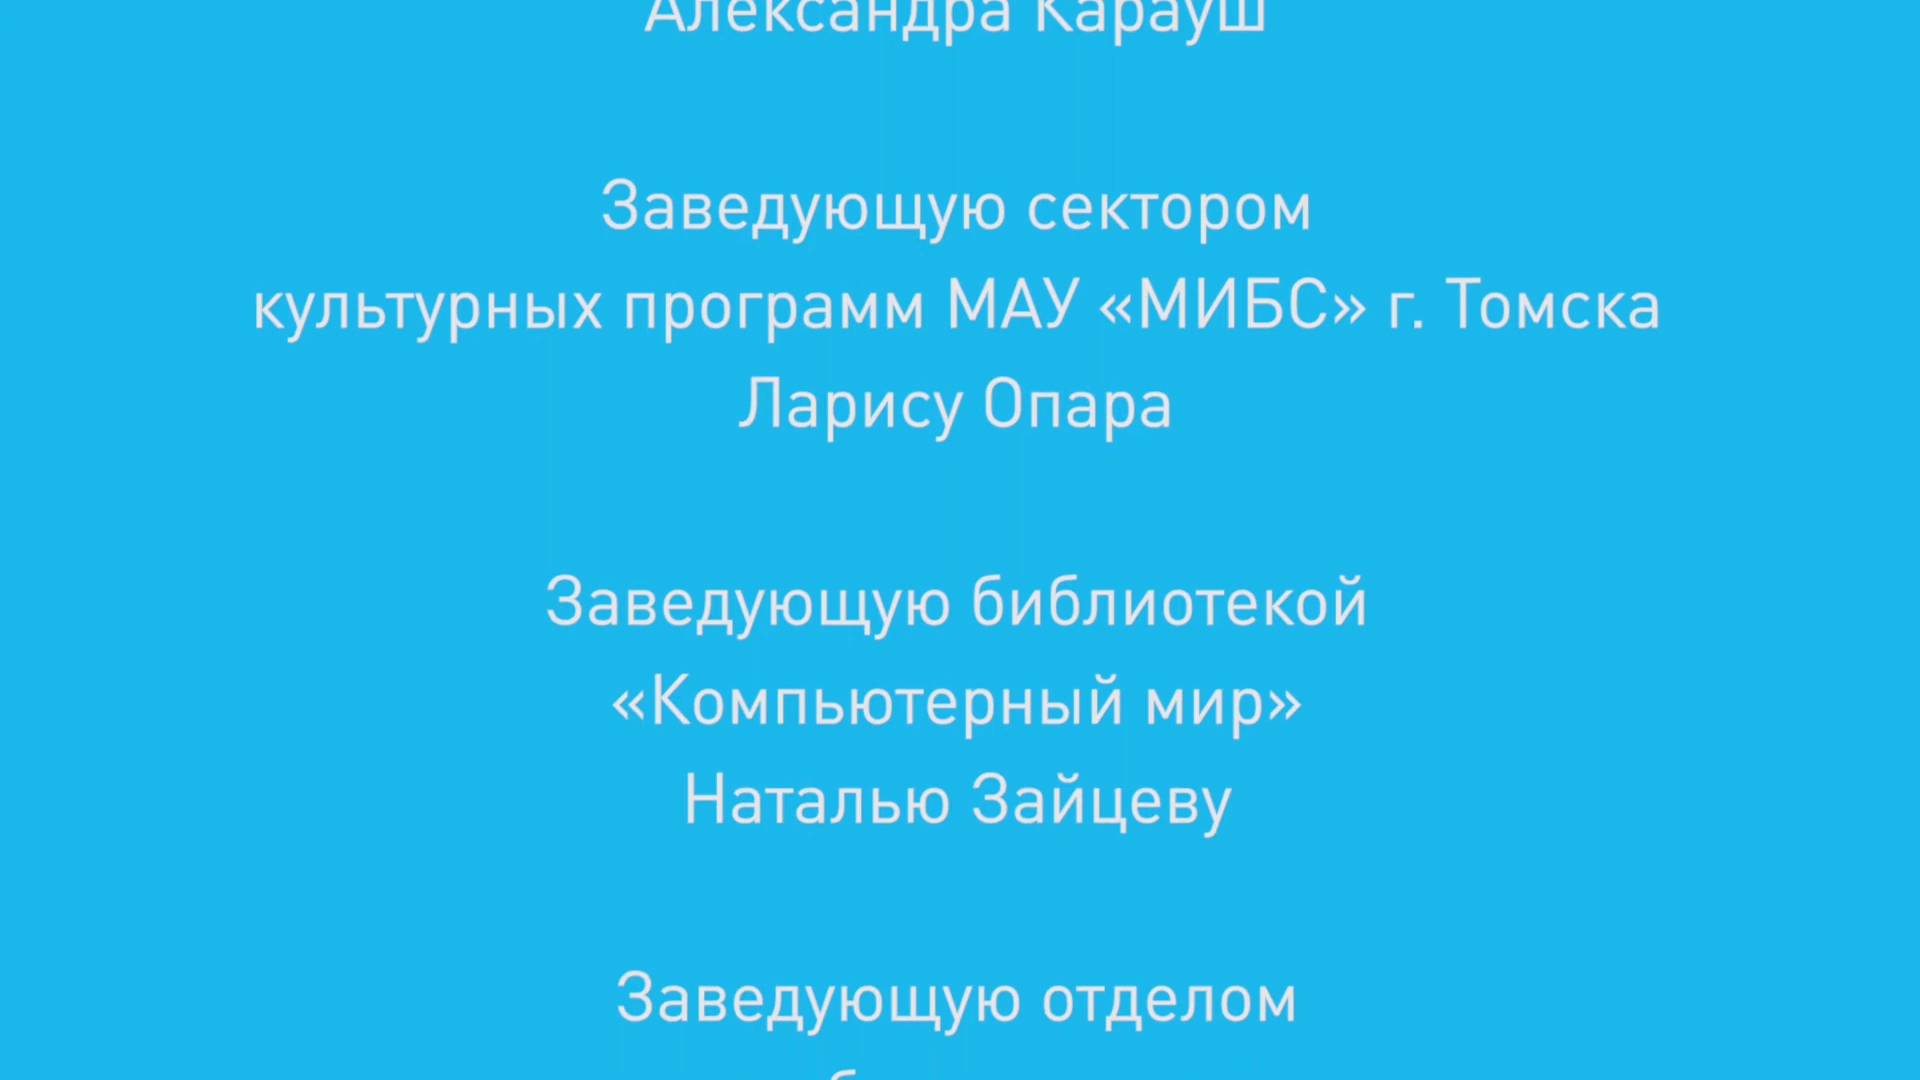 Александра Карауш
Заведующую сектором
культурных программ МАУ «МИБС» г. Томска
Ларису Опара
Заведующую библиотекой
«Компьютерный мир»
Наталью Зайцеву
Заведующую отделом